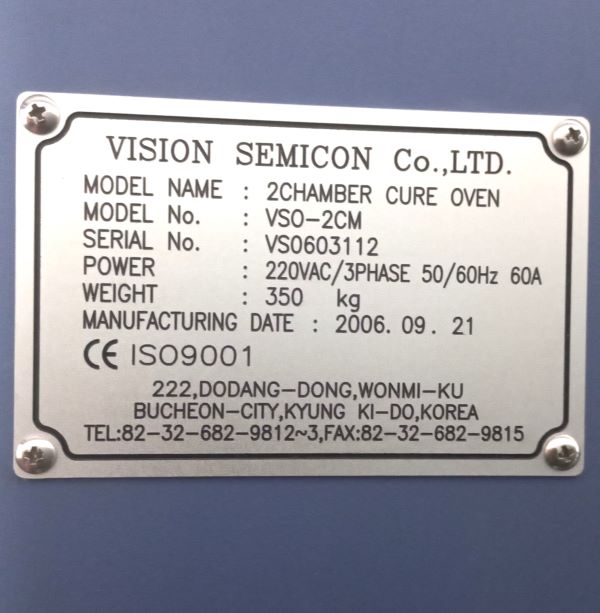 VISION SEMICON Co.,LTD.
MODEL NAME : 2CHAMBER CURE OVEN
MODEL No. : VSO-2CM
SERIAL No. : VS0603112
POWER : 220VAC/3PHASE 50/60Hz 60A
WEIGHT : 350 kg
MANUFACTURING DATE : 2006.09.21
CE ISO9001
222,DODANG-DONG,WONMI-KU
BUCHEON-CITY,KYUNG KI-DO,KOREA
TEL:82-32-682-9812~3,FAX:82-32-682-9815